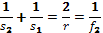 1/s₂ + 1/s₁ = 2/r = 1/f₂